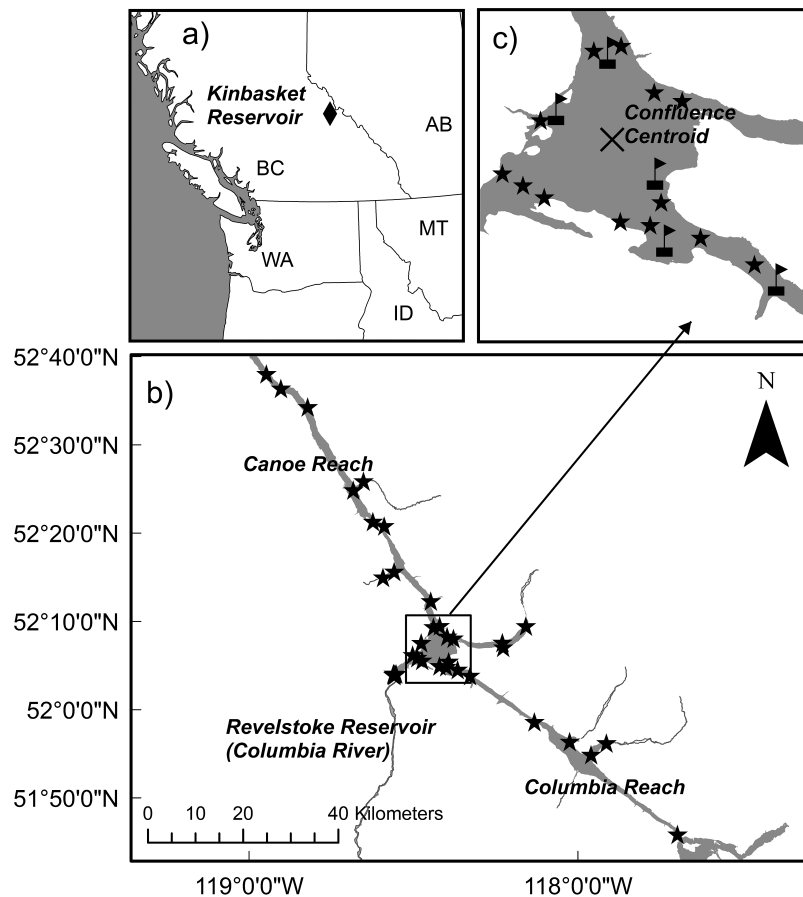 a)
Kinbasket
Reservoir
AB
BC
MT
WA
ID
c)
Confluence
Centroid
52°40'0"N
52°30'0"N
52°20'0"N
52°10'0"N
52°0'0"N
51°50'0"N
b)
N
Canoe Reach
Revelstoke Reservoir
(Columbia River)
Columbia Reach
0 10 20 40 Kilometers
119°0'0"W 118°0'0"W